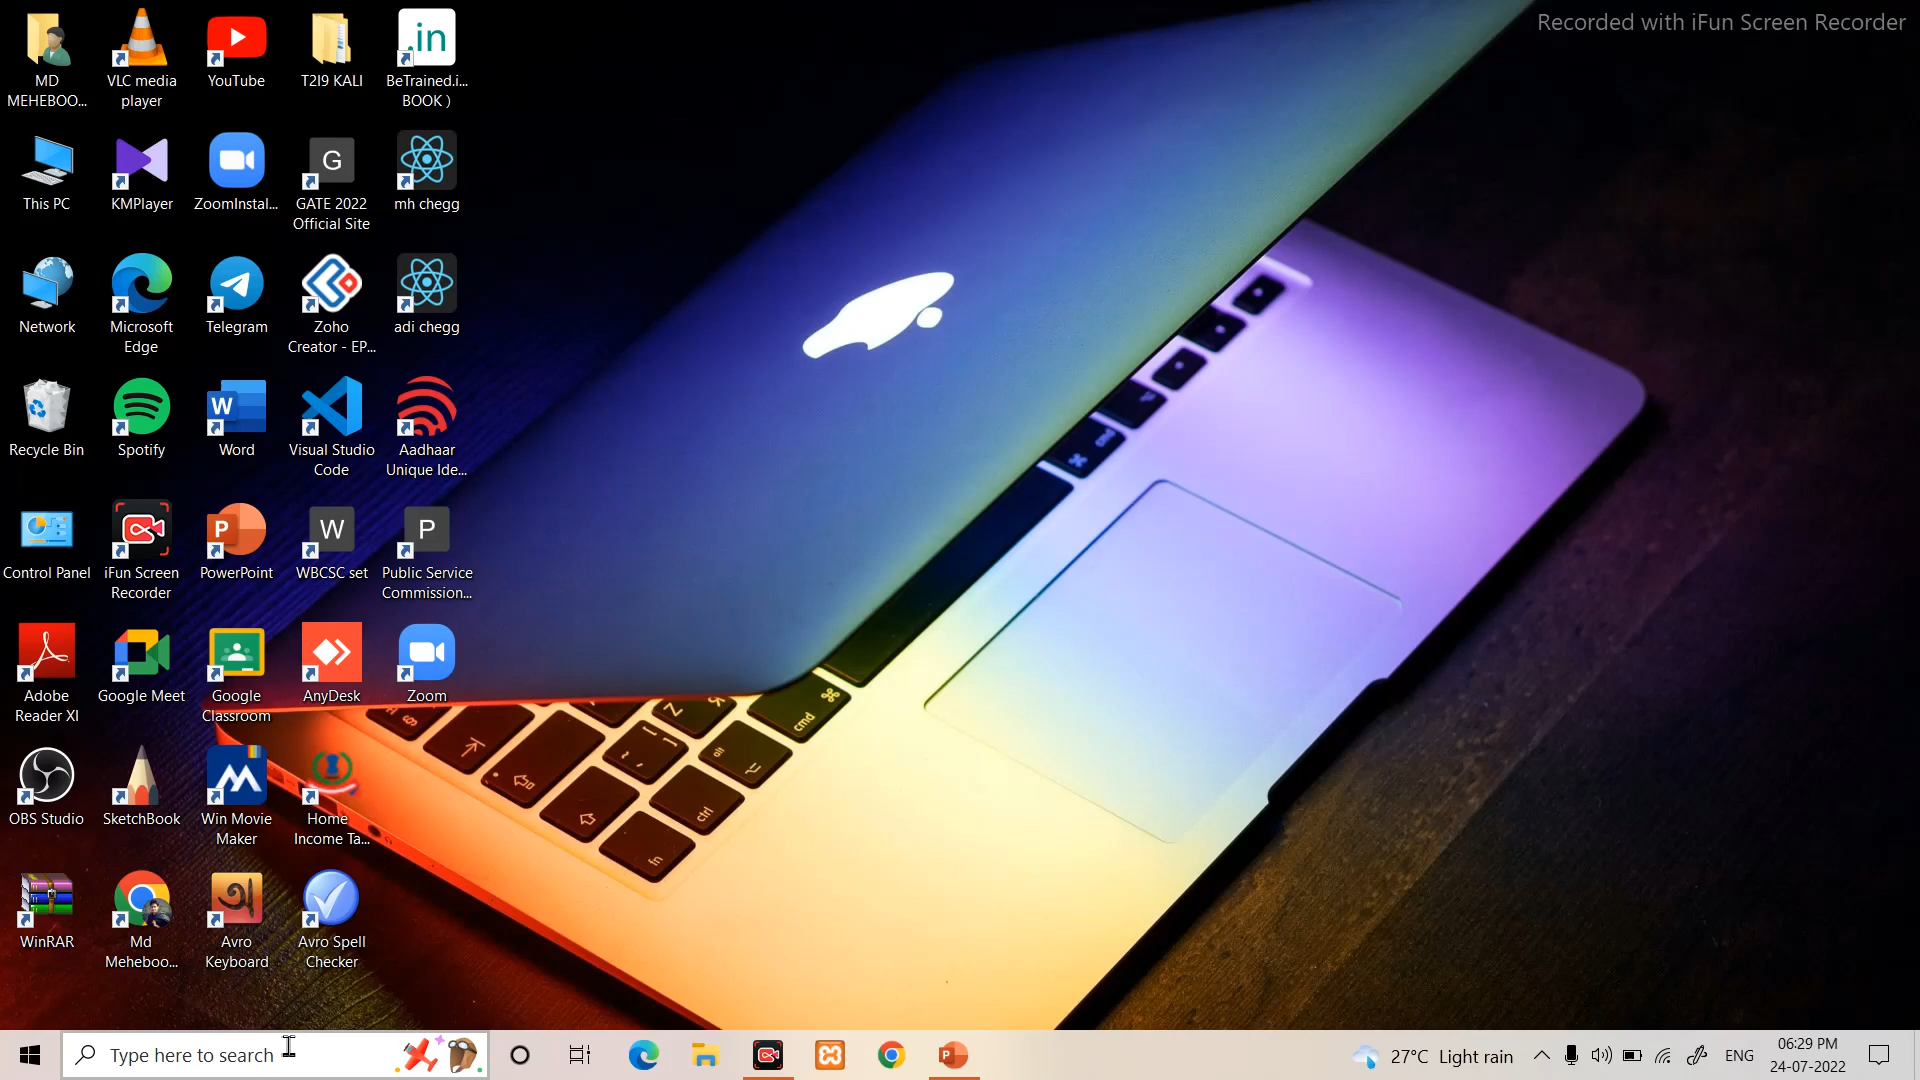 Recorded with iFun Screen Recorder
MD
MEHEBOO...
VLC media
player
YouTube
T2I9 KALI
.in
BeTrained.i...
BOOK )
This PC
KMPlayer
ZoomInstal...
G
GATE 2022
Official Site
mh chegg
Network
Microsoft
Edge
Telegram
Zoho
Creator - EP...
adi chegg
Recycle Bin
Spotify
W
Word
Visual Studio
Code
Aadhaar
Unique Ide...
Control Panel
iFun Screen
Recorder
P
PowerPoint
W
WBCSC set
P
Public Service
Commission...
Adobe
Reader XI
Google Meet
Google
Classroom
AnyDesk
Zoom
OBS Studio
SketchBook
Win Movie
Maker
Home
Income Ta...
WinRAR
Md
Meheboo...
অ
Avro
Keyboard
Avro Spell
Checker
cmd
alt
ctrl
fn
Type here to search
27°C Light rain
ENG
06:29 PM
24-07-2022